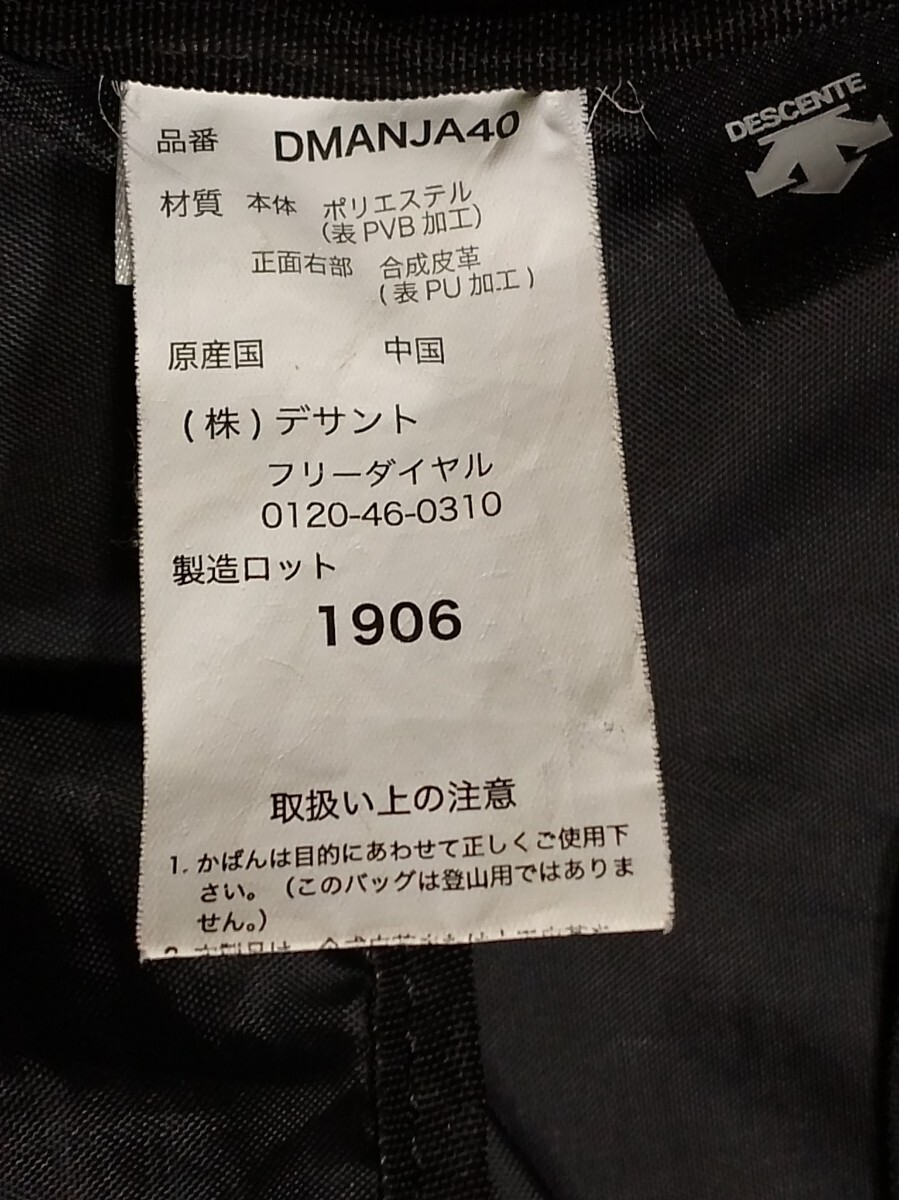 DESCENTE
品番 DMANJA40
材質 本体 ポリエステル
(表PVB加工)
正面右部 合成皮革
(表PU加工)
原産国 中国
(株)デサント
フリーダイヤル
0120-46-0310
製造ロット
1906
取扱い上の注意
1. かばんは目的にあわせて正しくご使用下
さい。(このバッグは登山用ではありま
せん。)